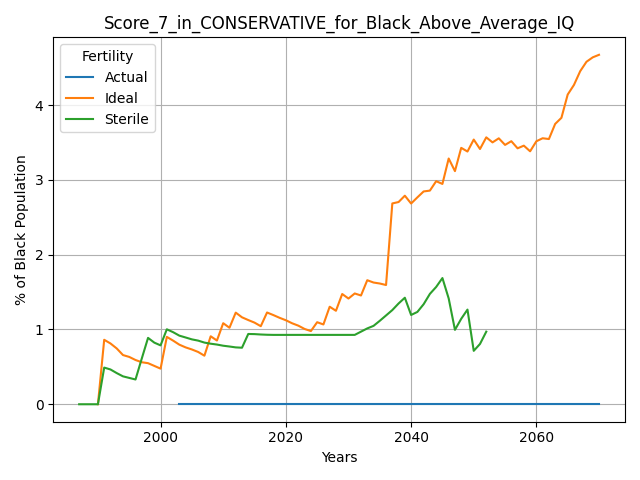 Score_7_in_CONSERVATIVE_for_Black_Above_Average_IQ
Fertility
Actual
Ideal
Sterile
% of Black Population
4
3
2
1
0
2000 2020 2040 2060
Years